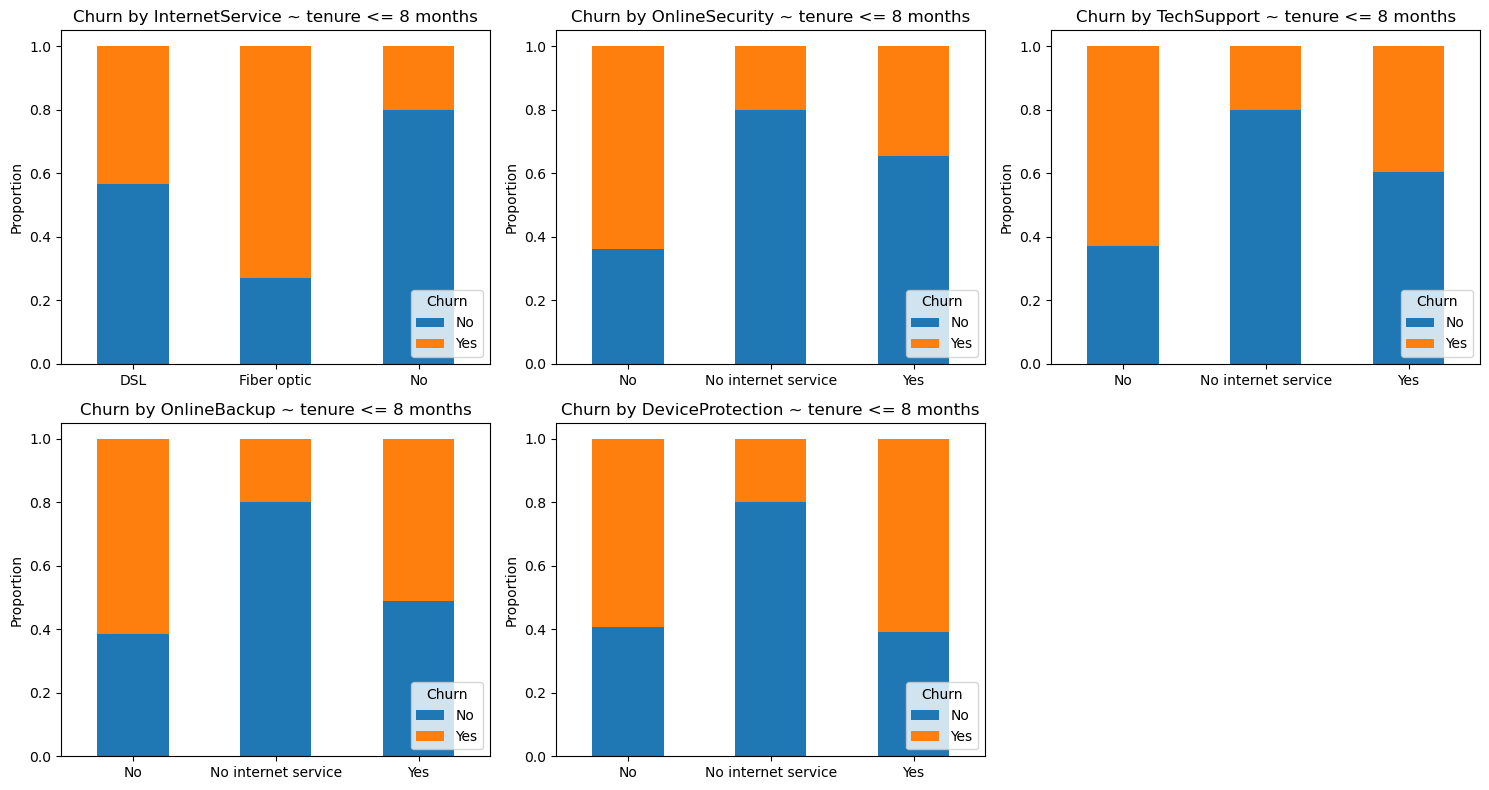 Churn by InternetService ~ tenure <= 8 months
1.0
0.8
0.6
0.4
0.2
0.0
Proportion
DSL
Fiber optic
No
Churn
No
Yes
Churn by OnlineSecurity ~ tenure <= 8 months
1.0
0.8
0.6
0.4
0.2
0.0
Proportion
No
No internet service
Yes
Churn
No
Yes
Churn by TechSupport ~ tenure <= 8 months
1.0
0.8
0.6
0.4
0.2
0.0
Proportion
No
No internet service
Yes
Churn
No
Yes
Churn by OnlineBackup ~ tenure <= 8 months
1.0
0.8
0.6
0.4
0.2
0.0
Proportion
No
No internet service
Yes
Churn
No
Yes
Churn by DeviceProtection ~ tenure <= 8 months
1.0
0.8
0.6
0.4
0.2
0.0
Proportion
No
No internet service
Yes
Churn
No
Yes